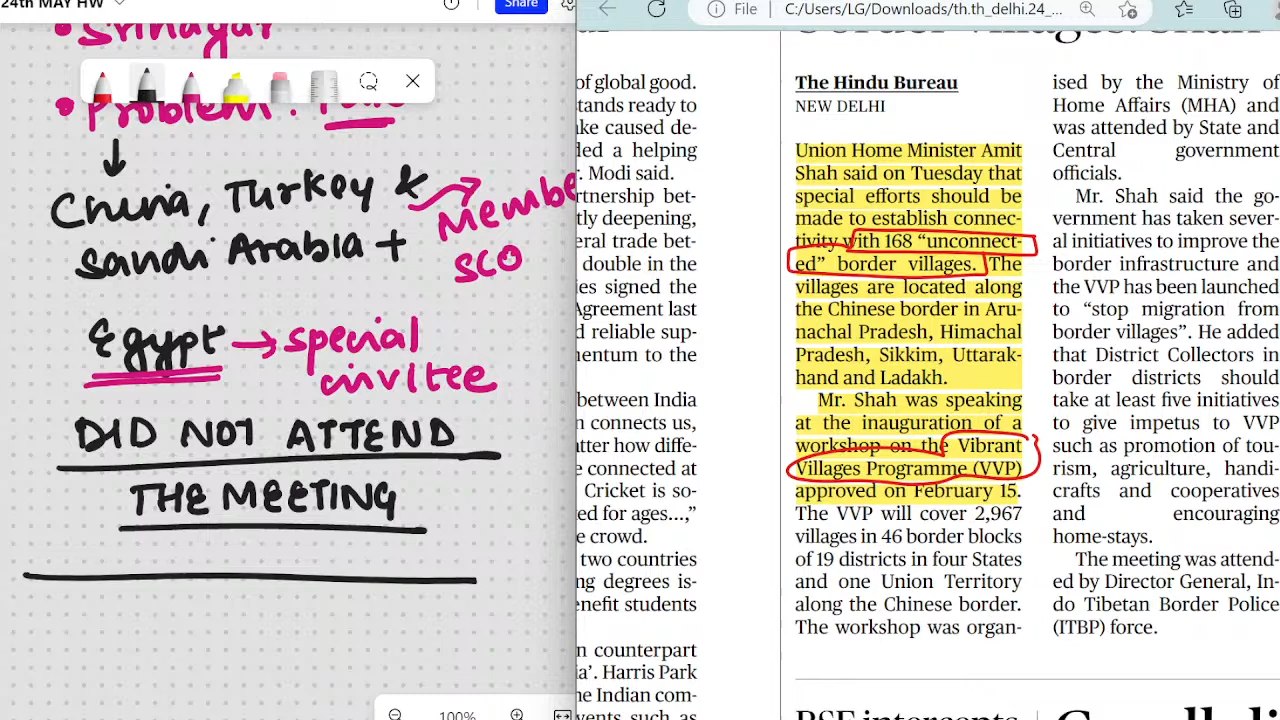 24th MAY HW
Share
• Srinagar
• Problem:
China, Turkey &
Saudi Arabia +
Member
SCO
Egypt → special
invitee
DID NOT ATTEND
THE MEETING
100%
File
C:/Users/LG/Downloads/th.th_delhi.24_...
of global good.
tands ready to
ke caused de-
ded a helping
. Modi said.
rtnership bet-
tly deepening,
eral trade bet-
double in the
ies signed the
Agreement last
d reliable sup-
mentum to the
between India
n connects us,
tter how diffe-
e connected at
Cricket is so-
ed for ages...,”
e crowd.
two countries
ng degrees is-
enefit students
n counterpart
ia’. Harris Park
he Indian com-
vents such as
The Hindu Bureau
NEW DELHI
Union Home Minister Amit
Shah said on Tuesday that
special efforts should be
made to establish connec-
tivity with 168 “unconnect-
ed” border villages. The
villages are located along
the Chinese border in Aru-
nachal Pradesh, Himachal
Pradesh, Sikkim, Uttarak-
hand and Ladakh.
Mr. Shah was speaking
at the inauguration of a
workshop on the Vibrant
Villages Programme (VVP)
approved on February 15.
The VVP will cover 2,967
villages in 46 border blocks
of 19 districts in four States
and one Union Territory
along the Chinese border.
The workshop was organ-
ised by the Ministry of
Home Affairs (MHA) and
was attended by State and
Central government
officials.
Mr. Shah said the go-
vernment has taken sever-
al initiatives to improve the
border infrastructure and
the VVP has been launched
to “stop migration from
border villages”. He added
that District Collectors in
border districts should
take at least five initiatives
to give impetus to VVP
such as promotion of tou-
rism, agriculture, handi-
crafts and cooperatives
and encouraging
home-stays.
The meeting was attend-
ed by Director General, In-
do Tibetan Border Police
(ITBP) force.